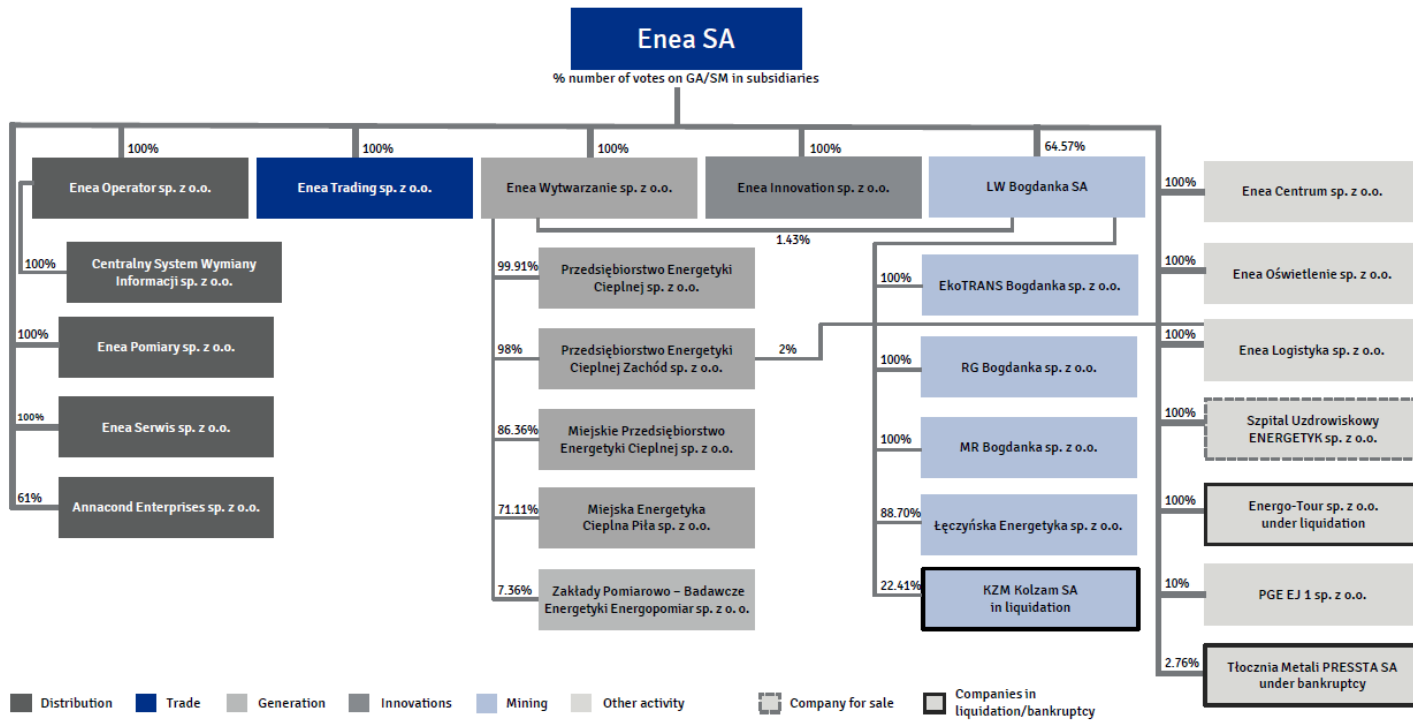 Enea SA
% number of votes on GA/SM in subsidiaries
100%
100%
100%
100%
64.57%
Enea Operator sp. z o.o.
Enea Trading sp. z o.o.
Enea Wytwarzanie sp. z o.o.
Enea Innovation sp. z o.o.
LW Bogdanka SA
1.43%
100%
Centralny System Wymiany
Informacji sp. z o.o.
100%
Enea Pomiary sp. z o.o.
100%
Enea Serwis sp. z o.o.
61%
Annacond Enterprises sp. z o.o.
99.91%
Przedsiębiorstwo Energetyki
Cieplnej sp. z o.o.
98%
Przedsiębiorstwo Energetyki
Cieplnej Zachód sp. z o.o.
2%
86.36%
Miejskie Przedsiębiorstwo
Energetyki Cieplnej sp. z o.o.
71.11%
Miejska Energetyka
Cieplna Piła sp. z o.o.
7.36%
Zakłady Pomiarowo – Badawcze
Energetyki Energopomiar sp. z o. o.
100%
EkoTRANS Bogdanka sp. z o.o.
100%
RG Bogdanka sp. z o.o.
100%
MR Bogdanka sp. z o.o.
88.70%
Łęczyńska Energetyka sp. z o.o.
22.41%
KZM Kolzam SA
in liquidation
100%
Enea Centrum sp. z o.o.
100%
Enea Oświetlenie sp. z o.o.
100%
Enea Logistyka sp. z o.o.
100%
Szpital Uzdrowiskowy
ENERGETYK sp. z o.o.
100%
Energo-Tour sp. z o.o.
under liquidation
10%
PGE EJ 1 sp. z o.o.
2.76%
Tłocznia Metali PRESSTA SA
under bankruptcy
Distribution
Trade
Generation
Innovations
Mining
Other activity
Company for sale
Companies in
liquidation/bankruptcy